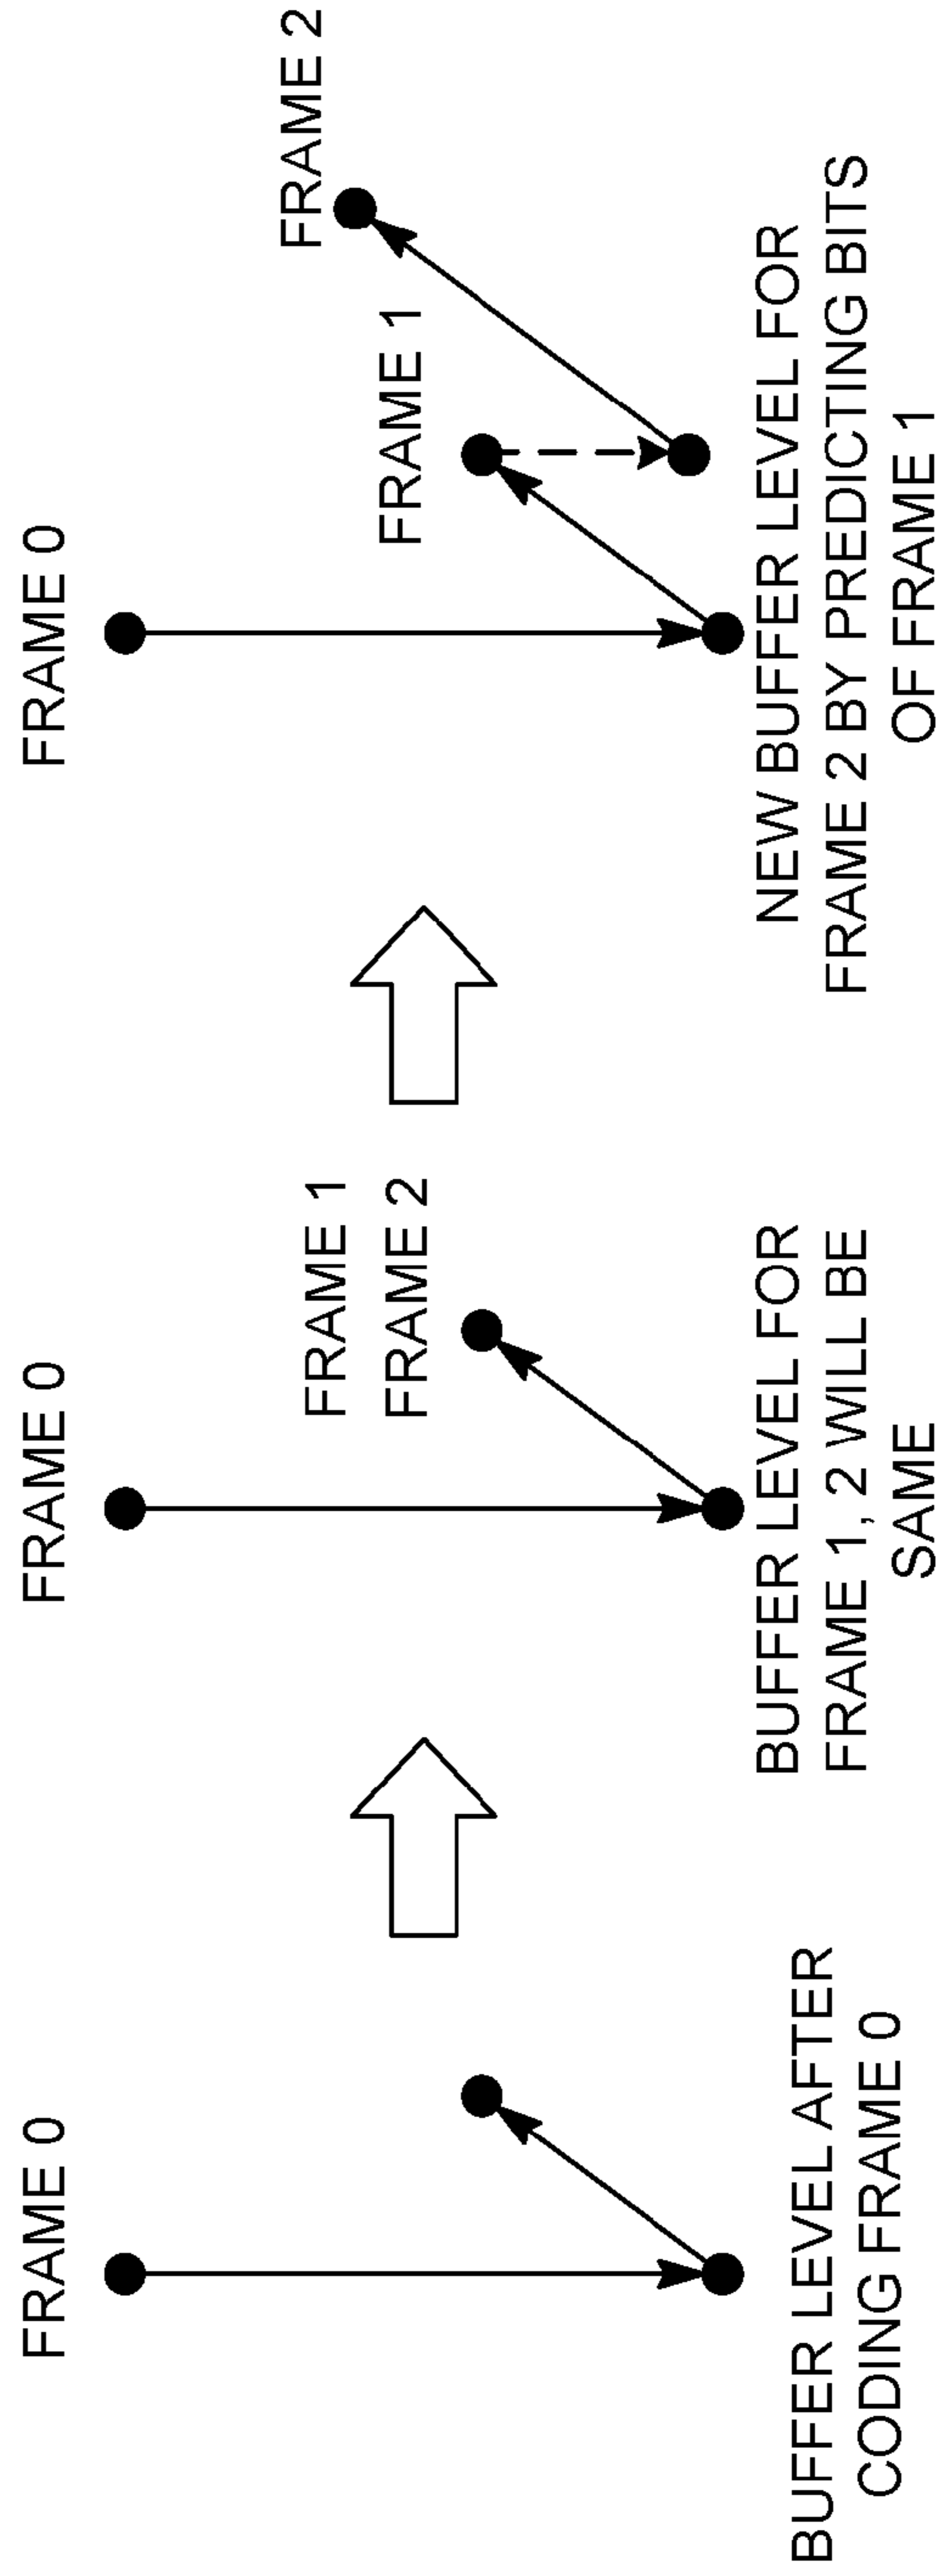 FRAME 0
BUFFER LEVEL AFTER
CODING FRAME 0
FRAME 0
FRAME 1
FRAME 2
BUFFER LEVEL FOR
FRAME 1, 2 WILL BE
SAME
FRAME 0
FRAME 1
FRAME 2
NEW BUFFER LEVEL FOR
FRAME 2 BY PREDICTING BITS
OF FRAME 1